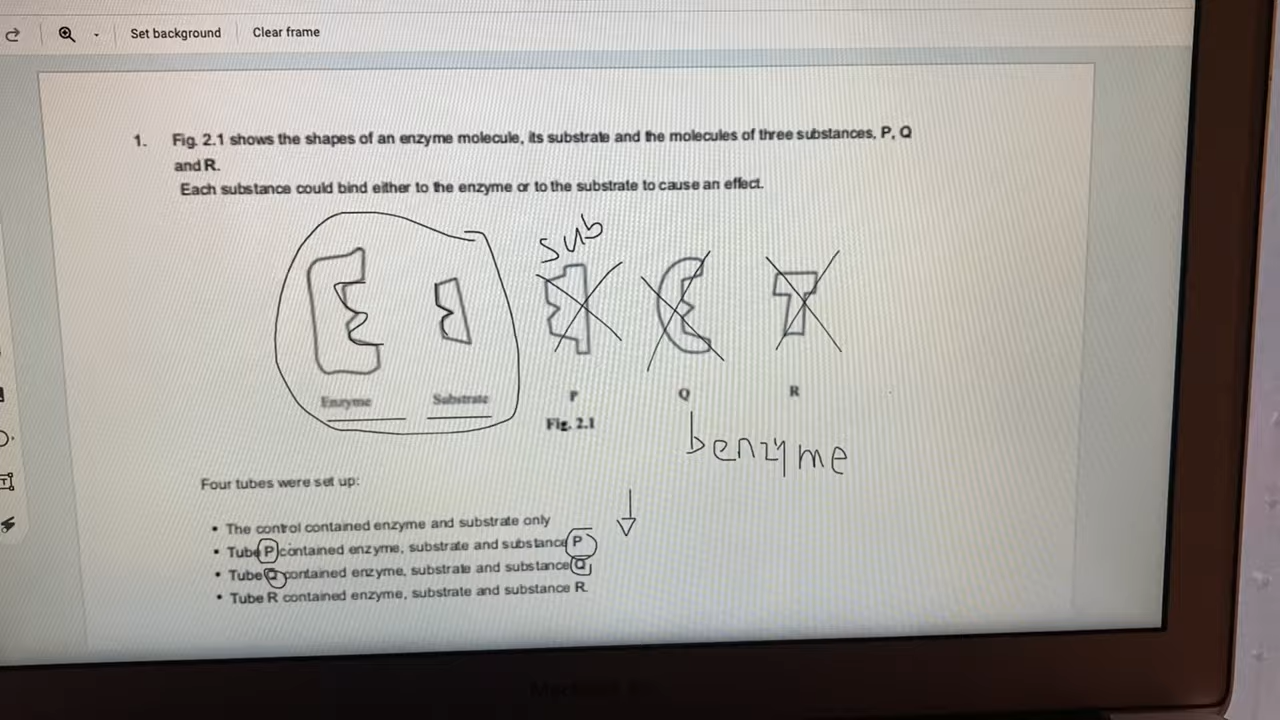 Set background Clear frame
1. Fig. 2.1 shows the shapes of an enzyme molecule, its substrate and the molecules of three substances, P, Q
and R.
Each substance could bind either to the enzyme or to the substrate to cause an effect.
sub
Enzyme Substrate P Q R
Fig. 2.1
benzyme
Four tubes were set up:
• The control contained enzyme and substrate only
• Tube P contained enzyme, substrate and substance P
• Tube Q contained enzyme, substrate and substance Q
• Tube R contained enzyme, substrate and substance R.